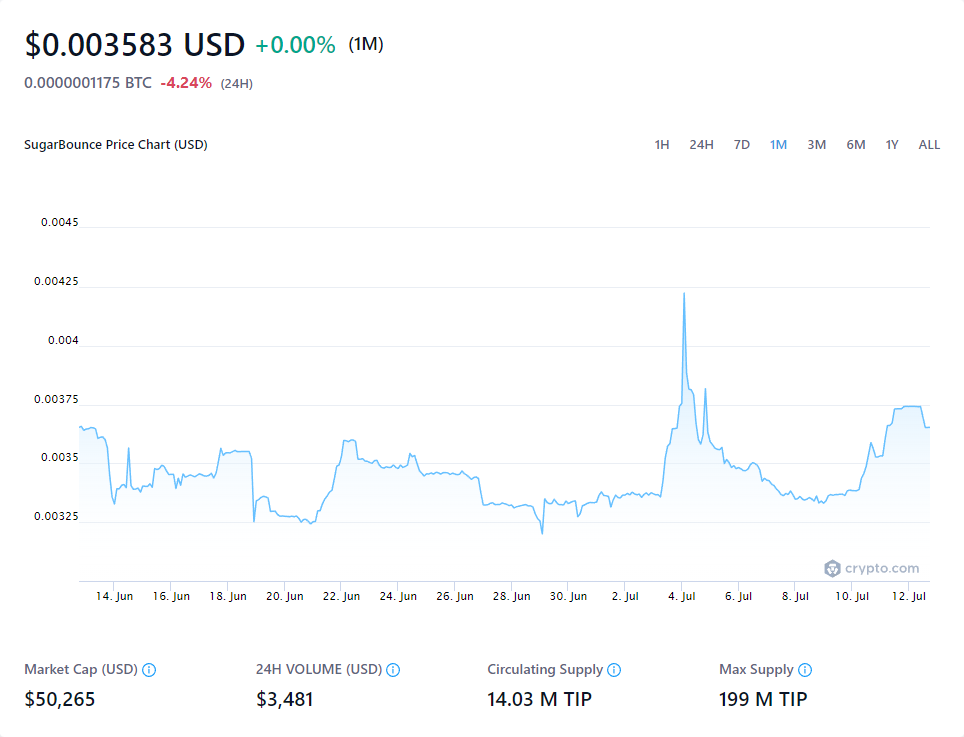 $0.003583 USD +0.00% (1M)
0.0000001175 BTC -4.24% (24H)
SugarBounce Price Chart (USD) 1H 24H 7D 1M 3M 6M 1Y ALL
0.0045
0.00425
0.004
0.00375
0.0035
0.00325
crypto.com
14. Jun 16. Jun 18. Jun 20. Jun 22. Jun 24. Jun 26. Jun 28. Jun 30. Jun 2. Jul 4. Jul 6. Jul 8. Jul 10. Jul 12. Jul
Market Cap (USD) 24H VOLUME (USD) Circulating Supply Max Supply
$50,265 $3,481 14.03 M TIP 199 M TIP